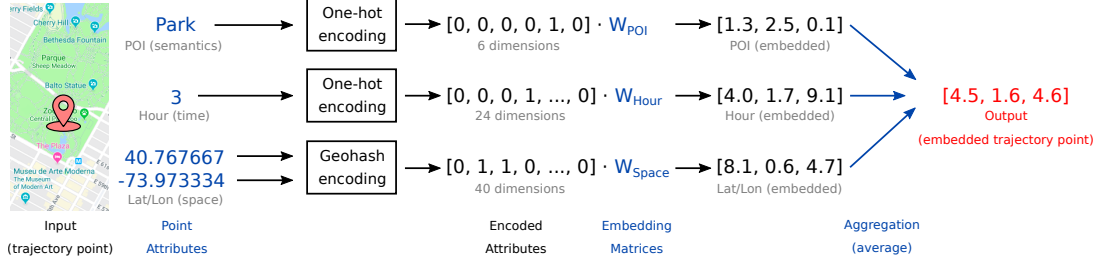 rry Fields
Cherry Hill
Bethesda Fountain
Parque
Sheep Meadow
Balto Statue
Central
The Plaza
Museu de Arte Moderna
The Museum
of Modern Art
Park
POI (semantics)
One-hot
encoding
[0, 0, 0, 0, 1, 0] · W_POI
6 dimensions
[1.3, 2.5, 0.1]
POI (embedded)
3
Hour (time)
One-hot
encoding
[0, 0, 0, 1, ..., 0] · W_Hour
24 dimensions
[4.0, 1.7, 9.1]
Hour (embedded)
40.767667
-73.973334
Lat/Lon (space)
Geohash
encoding
[0, 1, 1, 0, ..., 0] · W_Space
40 dimensions
[8.1, 0.6, 4.7]
Lat/Lon (embedded)
[4.5, 1.6, 4.6]
Output
(embedded trajectory point)
Input
(trajectory point)
Point
Attributes
Encoded
Attributes
Embedding
Matrices
Aggregation
(average)